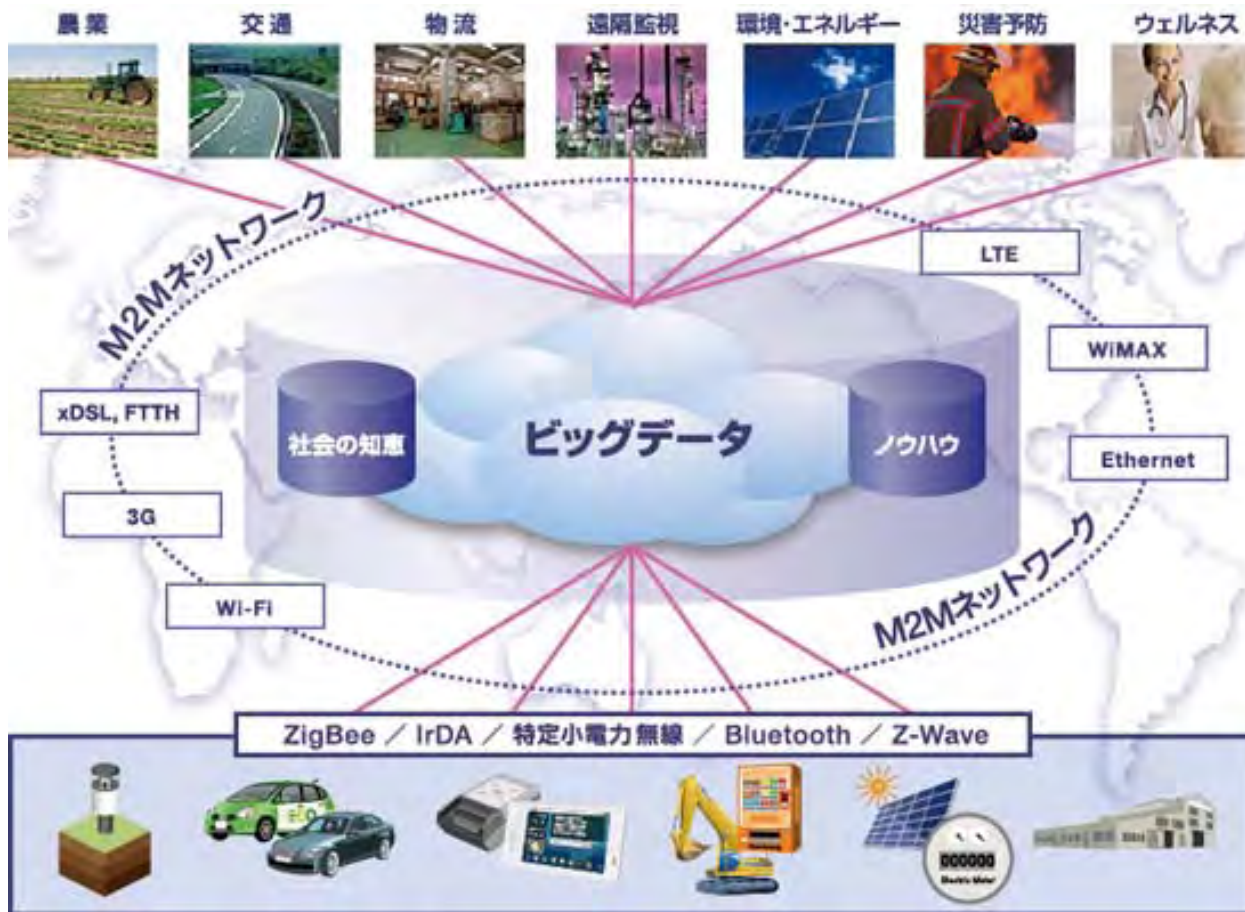 農業
交通
物流
遠隔監視
環境・エネルギー
災害予防
ウェルネス
M2Mネットワーク
LTE
WiMAX
xDSL, FTTH
社会の知恵
ビッグデータ
ノウハウ
Ethernet
3G
Wi-Fi
M2Mネットワーク
ZigBee／IrDA／特定小電力無線／Bluetooth／Z-Wave
000000
Electric Meter